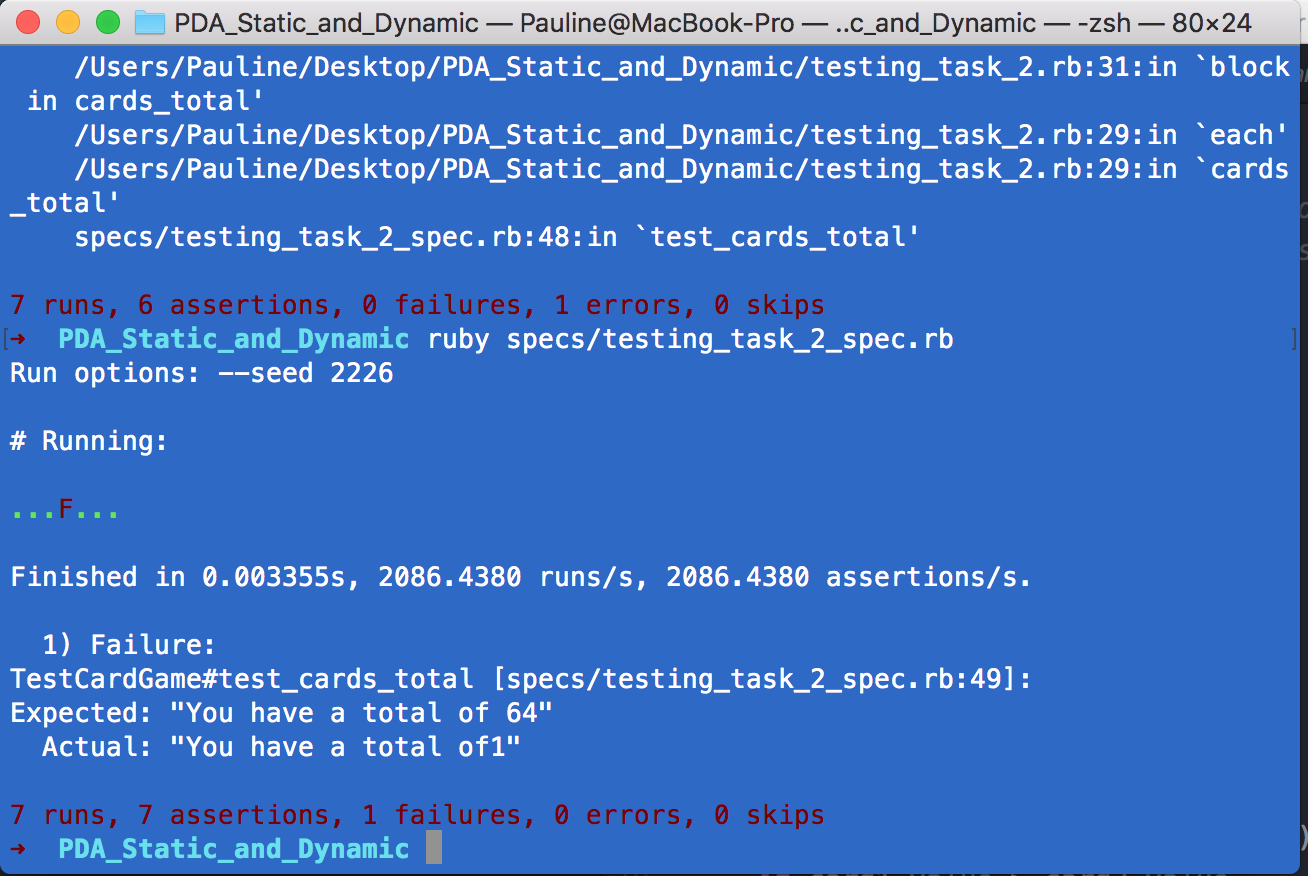 PDA_Static_and_Dynamic — Pauline@MacBook-Pro — ..c_and_Dynamic — -zsh — 80×24
/Users/Pauline/Desktop/PDA_Static_and_Dynamic/testing_task_2.rb:31:in `block
in cards_total'
/Users/Pauline/Desktop/PDA_Static_and_Dynamic/testing_task_2.rb:29:in `each'
/Users/Pauline/Desktop/PDA_Static_and_Dynamic/testing_task_2.rb:29:in `cards
_total'
specs/testing_task_2_spec.rb:48:in `test_cards_total'
7 runs, 6 assertions, 0 failures, 1 errors, 0 skips
[➜ PDA_Static_and_Dynamic ruby specs/testing_task_2_spec.rb ]
Run options: --seed 2226
# Running:
...F...
Finished in 0.003355s, 2086.4380 runs/s, 2086.4380 assertions/s.
1) Failure:
TestCardGame#test_cards_total [specs/testing_task_2_spec.rb:49]:
Expected: "You have a total of 64"
Actual: "You have a total of1"
7 runs, 7 assertions, 1 failures, 0 errors, 0 skips
➜ PDA_Static_and_Dynamic